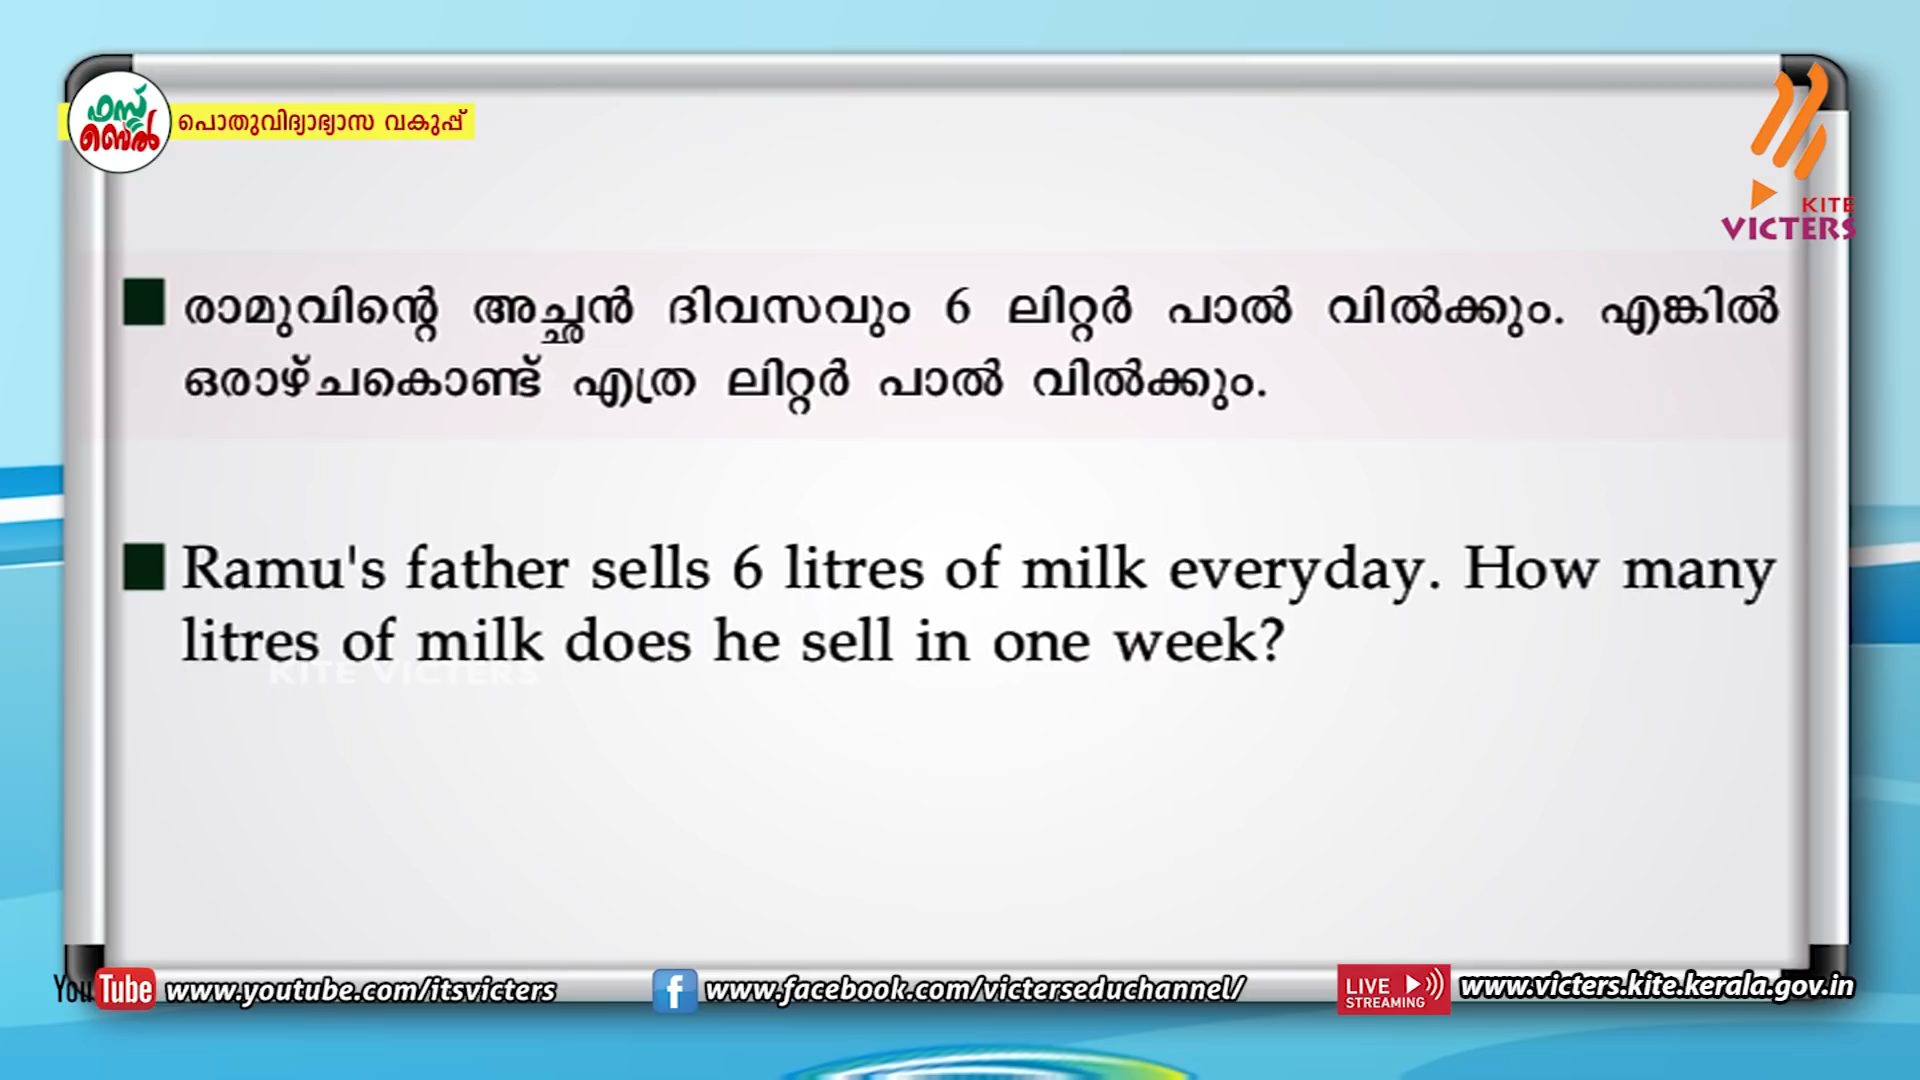 ഫസ്റ്റ്
ബെൽ
പൊതുവിദ്യാഭ്യാസ വകുപ്പ്
KITE
VICTERS
രാമുവിന്റെ അച്ഛൻ ദിവസവും 6 ലിറ്റർ പാൽ വിൽക്കും. എങ്കിൽ
ഒരാഴ്ചകൊണ്ട് എത്ര ലിറ്റർ പാൽ വിൽക്കും.
Ramu's father sells 6 litres of milk everyday. How many
litres of milk does he sell in one week?
KITE VICTERS
YouTube www.youtube.com/itsvicters
f www.facebook.com/victerseduchannel/
LIVE
STREAMING
www.victers.kite.kerala.gov.in